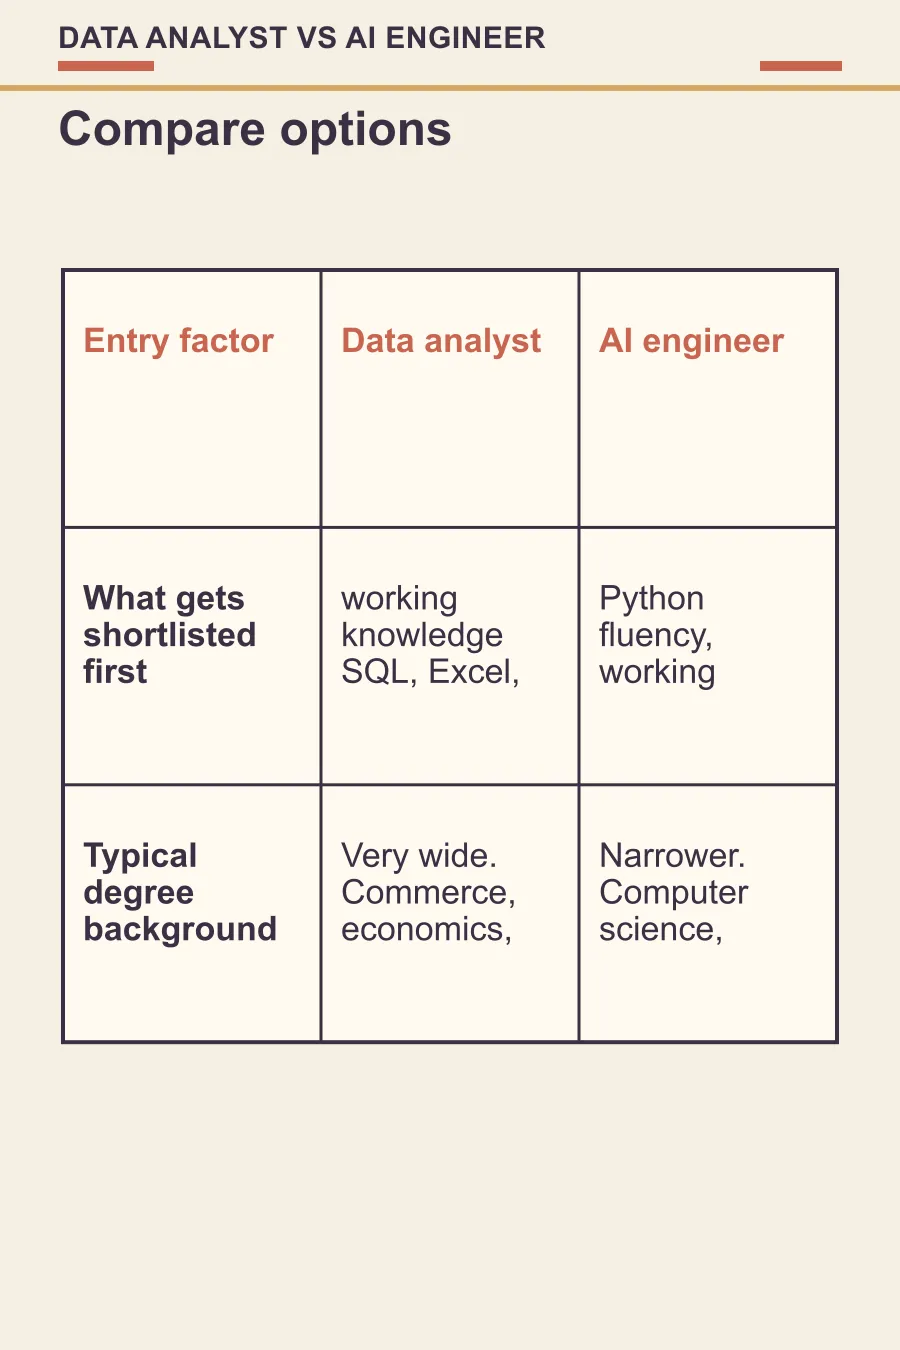 DATA ANALYST VS AI ENGINEER
Compare options
Entry factor
Data analyst
AI engineer
What gets
shortlisted
first
working
knowledge
SQL, Excel,
Python
fluency,
working
Typical
degree
background
Very wide.
Commerce,
economics,
Narrower.
Computer
science,